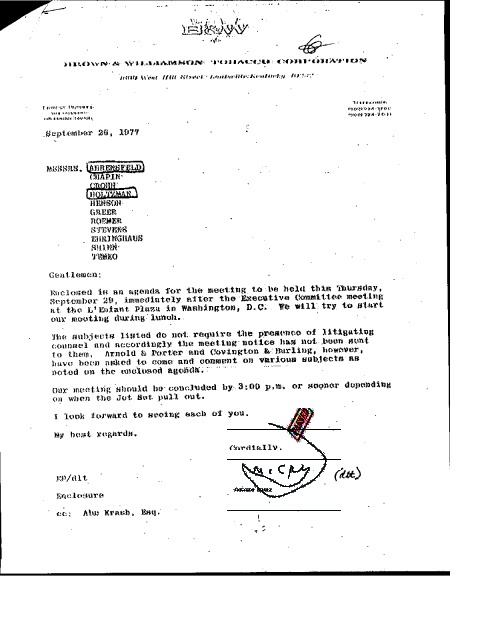 B&W
BROWN & WILLIAMSON TOBACCO CORPORATION
1600 West Hill Street Louisville, Kentucky
September 26, 1977
MESSRS. AHRENSFELD
CHAPIN
CROHN
HOLTZMAN
HENSON
GREER
ROEMER
STEVENS
EHRINGHAUS
SHINN
TEMKO
Gentlemen:
Enclosed is an agenda for the meeting to be held this Thursday,
September 29, immediately after the Executive Committee meeting
at the L'Enfant Plaza in Washington, D.C. We will try to start
our meeting during lunch.
The subjects listed do not require the presence of litigating
counsel and accordingly the meeting notice has not been sent
to them. Arnold & Porter and Covington & Burling, however,
have been asked to come and comment on various subjects as
noted on the enclosed agenda.
Our meeting should be concluded by 3:00 p.m. or sooner depending
on when the Jet Set pull out.
I look forward to seeing each of you.
My best regards.
Cordially,
(dlt)
EP/dlt
Enclosure
cc: Abe Krash, Esq.